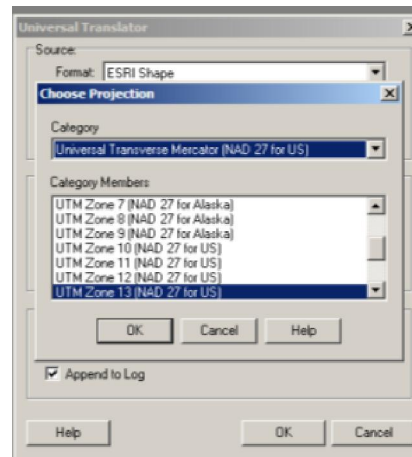 Universal Translator
Source:
Format: ESRI Shape
Choose Projection
Category
Universal Transverse Mercator (NAD 27 for US)
Category Members
UTM Zone 7 (NAD 27 for Alaska)
UTM Zone 8 (NAD 27 for Alaska)
UTM Zone 9 (NAD 27 for Alaska)
UTM Zone 10 (NAD 27 for US)
UTM Zone 11 (NAD 27 for US)
UTM Zone 12 (NAD 27 for US)
UTM Zone 13 (NAD 27 for US)
OK Cancel Help
Append to Log
Help OK Cancel